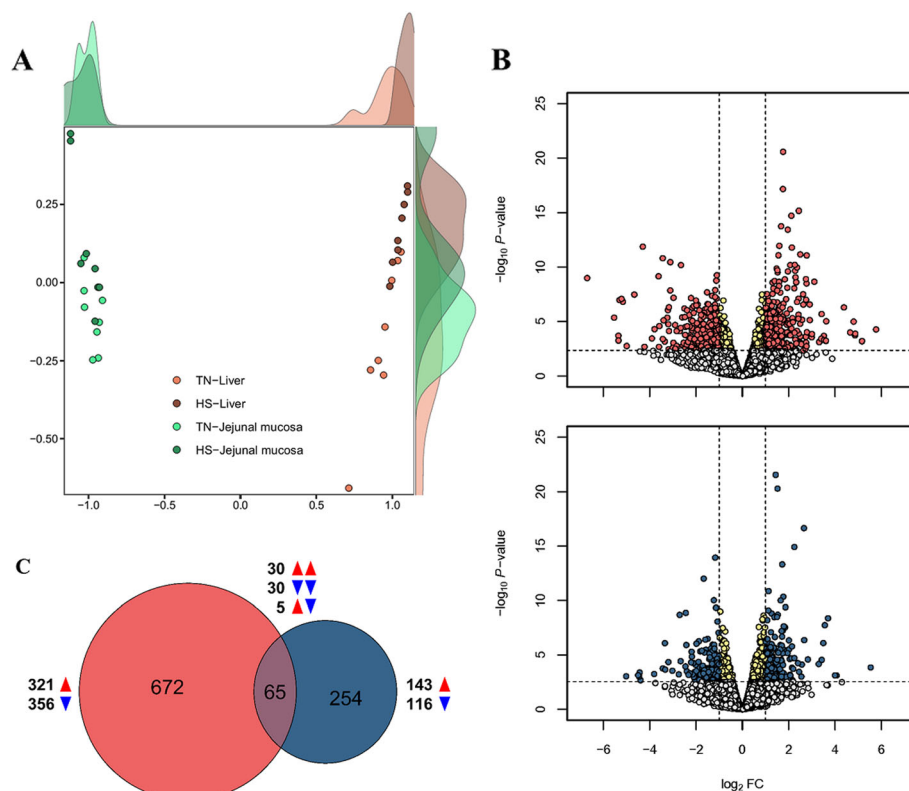 A
0.25
0.00
−0.25
−0.50
−1.0 −0.5 0.0 0.5 1.0
TN−Liver
HS−Liver
TN−Jejunal mucosa
HS−Jejunal mucosa
B
25
20
15
10
5
0
−log10 P−value
25
20
15
10
5
0
−log10 P−value
−6 −4 −2 0 2 4 6
log2 FC
C
30
30
5
321
356
672
65
254
143
116